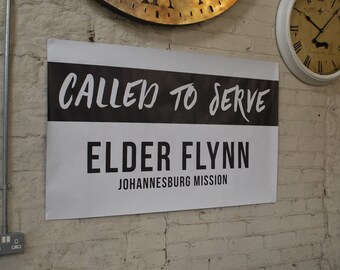 CALLED TO SERVE
ELDER FLYNN
JOHANNESBURG MISSION